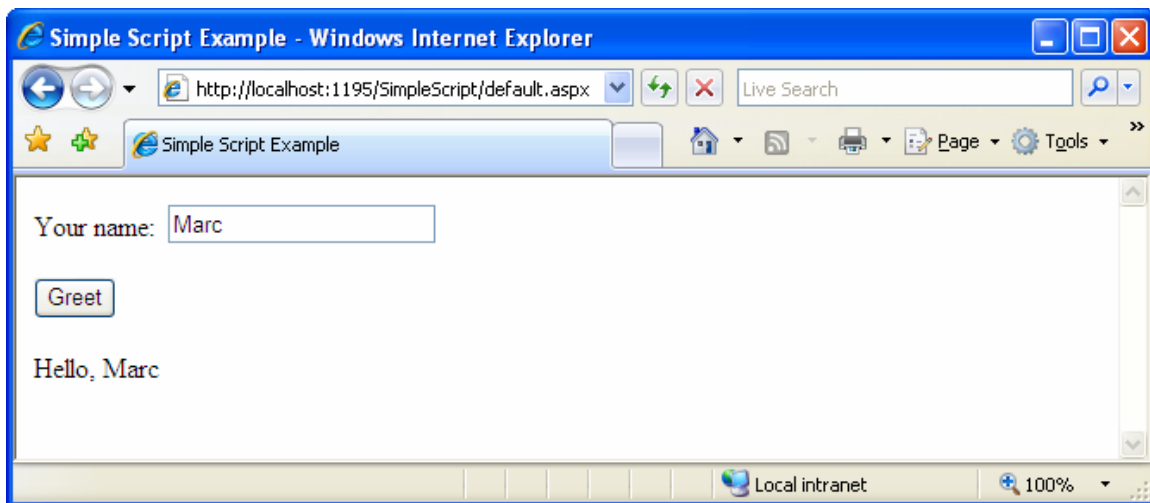 Simple Script Example - Windows Internet Explorer
http://localhost:1195/SimpleScript/default.aspx
Live Search
Simple Script Example
Page
Tools
»
Your name:
Marc
Greet
Hello, Marc
Local intranet
100%